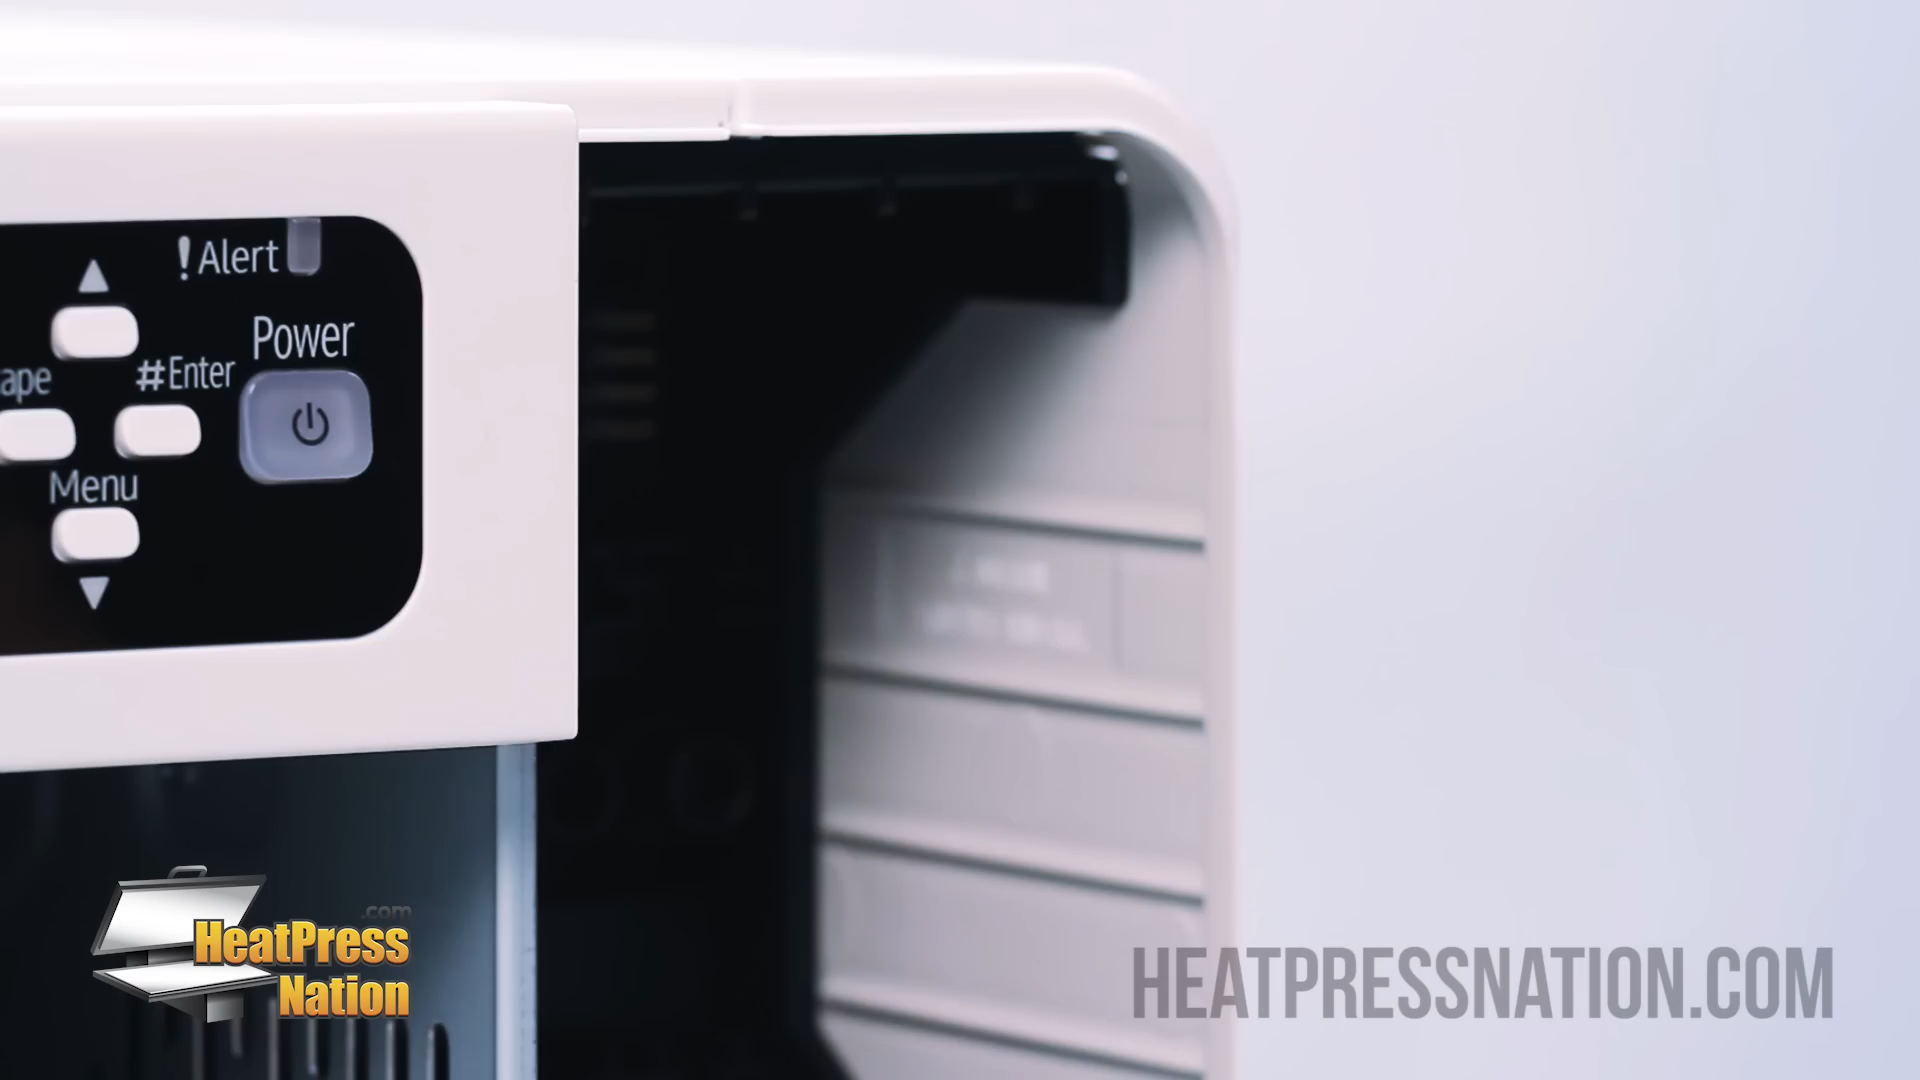 !Alert
Power
ape
#Enter
Menu
.com
HeatPress
Nation
HEATPRESSNATION.COM